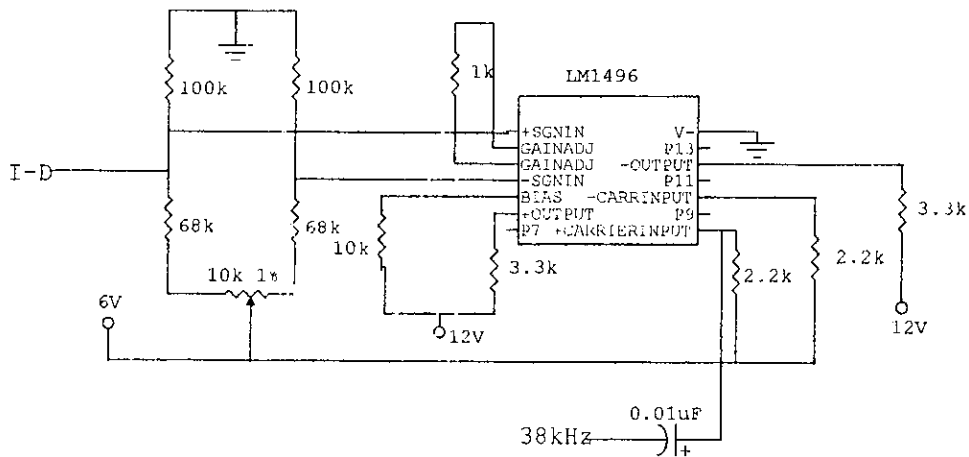 1k
LM1496
100k
100k
+SGNIN
V-
GAINADJ
P13
GAINADJ
-OUTPUT
I-D
-SGNIN
P11
BIAS
-CARRINPUT
+OUTPUT
P9
P7
+CARRIERINPUT
68k
68k
10k
3.3k
2.2k
2.2k
3.3k
10k 1%
6V
12V
12V
0.01uF
38kHz
+